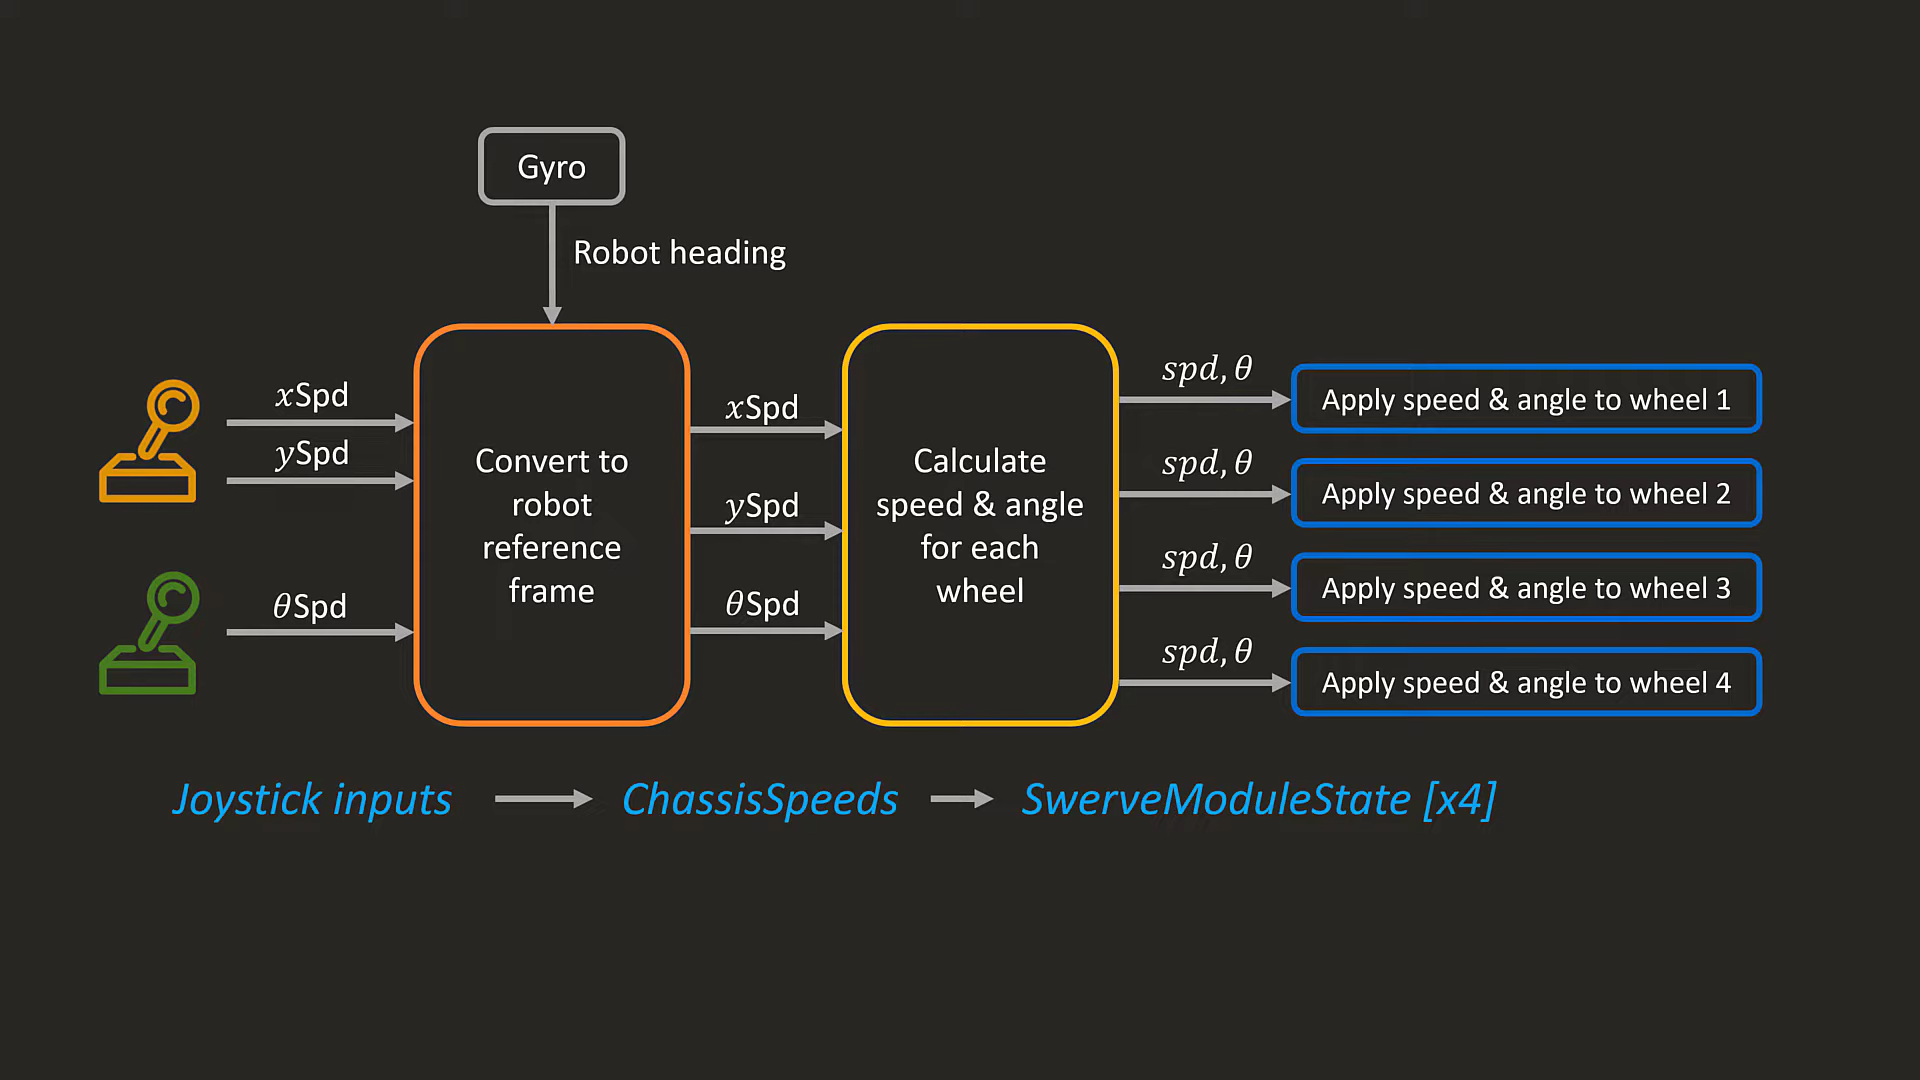 Gyro
Robot heading
xSpd
ySpd
θSpd
Convert to
robot
reference
frame
xSpd
ySpd
θSpd
Calculate
speed & angle
for each
wheel
spd, θ
Apply speed & angle to wheel 1
spd, θ
Apply speed & angle to wheel 2
spd, θ
Apply speed & angle to wheel 3
spd, θ
Apply speed & angle to wheel 4
Joystick inputs
ChassisSpeeds
SwerveModuleState [x4]